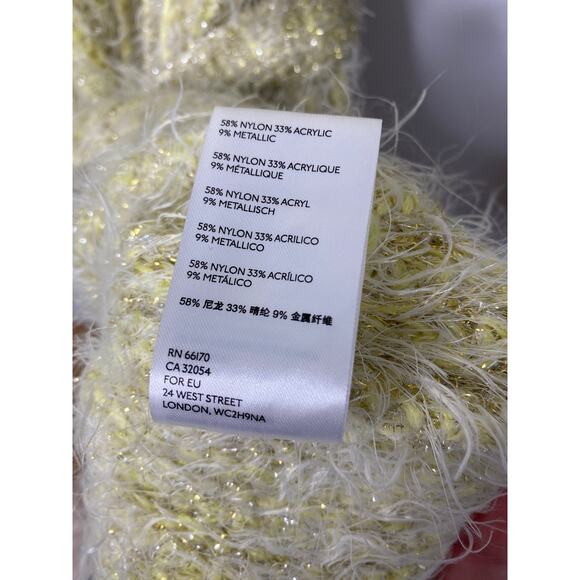 58% NYLON 33% ACRYLIC
9% METALLIC
58% NYLON 33% ACRYLIQUE
9% MÉTALLIQUE
58% NYLON 33% ACRYL
9% METALLISCH
58% NYLON 33% ACRILICO
9% METALLICO
58% NYLON 33% ACRÍLICO
9% METÁLICO
58% 尼龙 33% 晴纶 9% 金属纤维
RN 66170
CA 32054
FOR EU
24 WEST STREET
LONDON, WC2H9NA